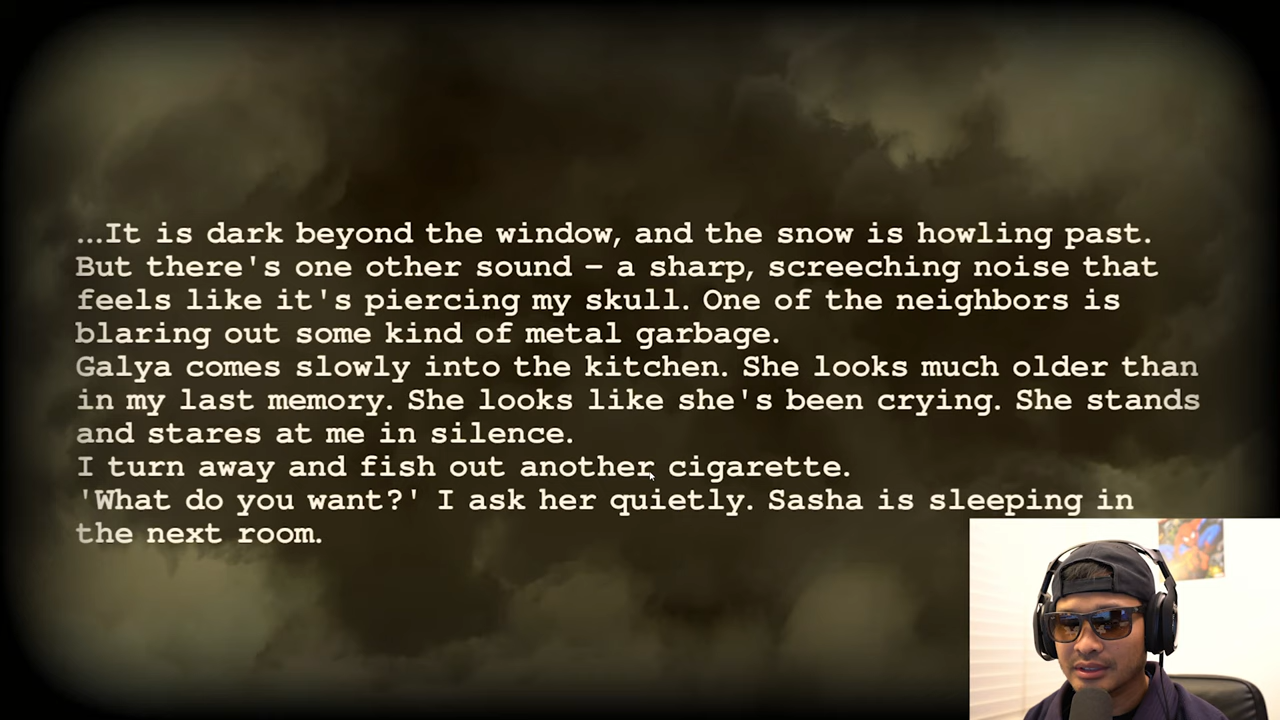 ...It is dark beyond the window, and the snow is howling past.
But there's one other sound – a sharp, screeching noise that
feels like it's piercing my skull. One of the neighbors is
blaring out some kind of metal garbage.
Galya comes slowly into the kitchen. She looks much older than
in my last memory. She looks like she's been crying. She stands
and stares at me in silence.
I turn away and fish out another cigarette.
'What do you want?' I ask her quietly. Sasha is sleeping in
the next room.